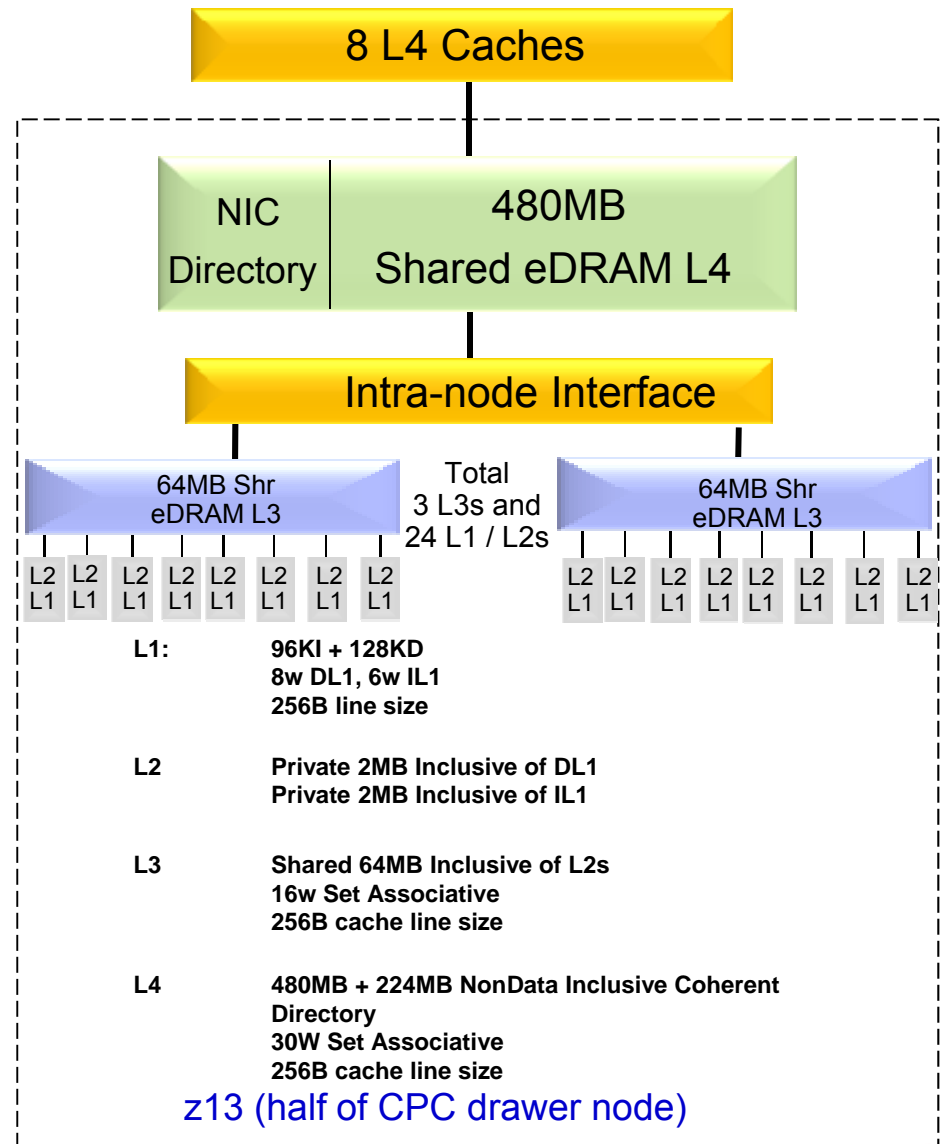 8 L4 Caches
NIC
Directory
480MB
Shared eDRAM L4
Intra-node Interface
64MB Shr
eDRAM L3
Total
3 L3s and
24 L1 / L2s
64MB Shr
eDRAM L3
L2 L2 L2 L2 L2 L2 L2 L2
L1 L1 L1 L1 L1 L1 L1 L1
L2 L2 L2 L2 L2 L2 L2 L2
L1 L1 L1 L1 L1 L1 L1 L1
L1: 96KI + 128KD
8w DL1, 6w IL1
256B line size
L2 Private 2MB Inclusive of DL1
Private 2MB Inclusive of IL1
L3 Shared 64MB Inclusive of L2s
16w Set Associative
256B cache line size
L4 480MB + 224MB NonData Inclusive Coherent
Directory
30W Set Associative
256B cache line size
z13 (half of CPC drawer node)